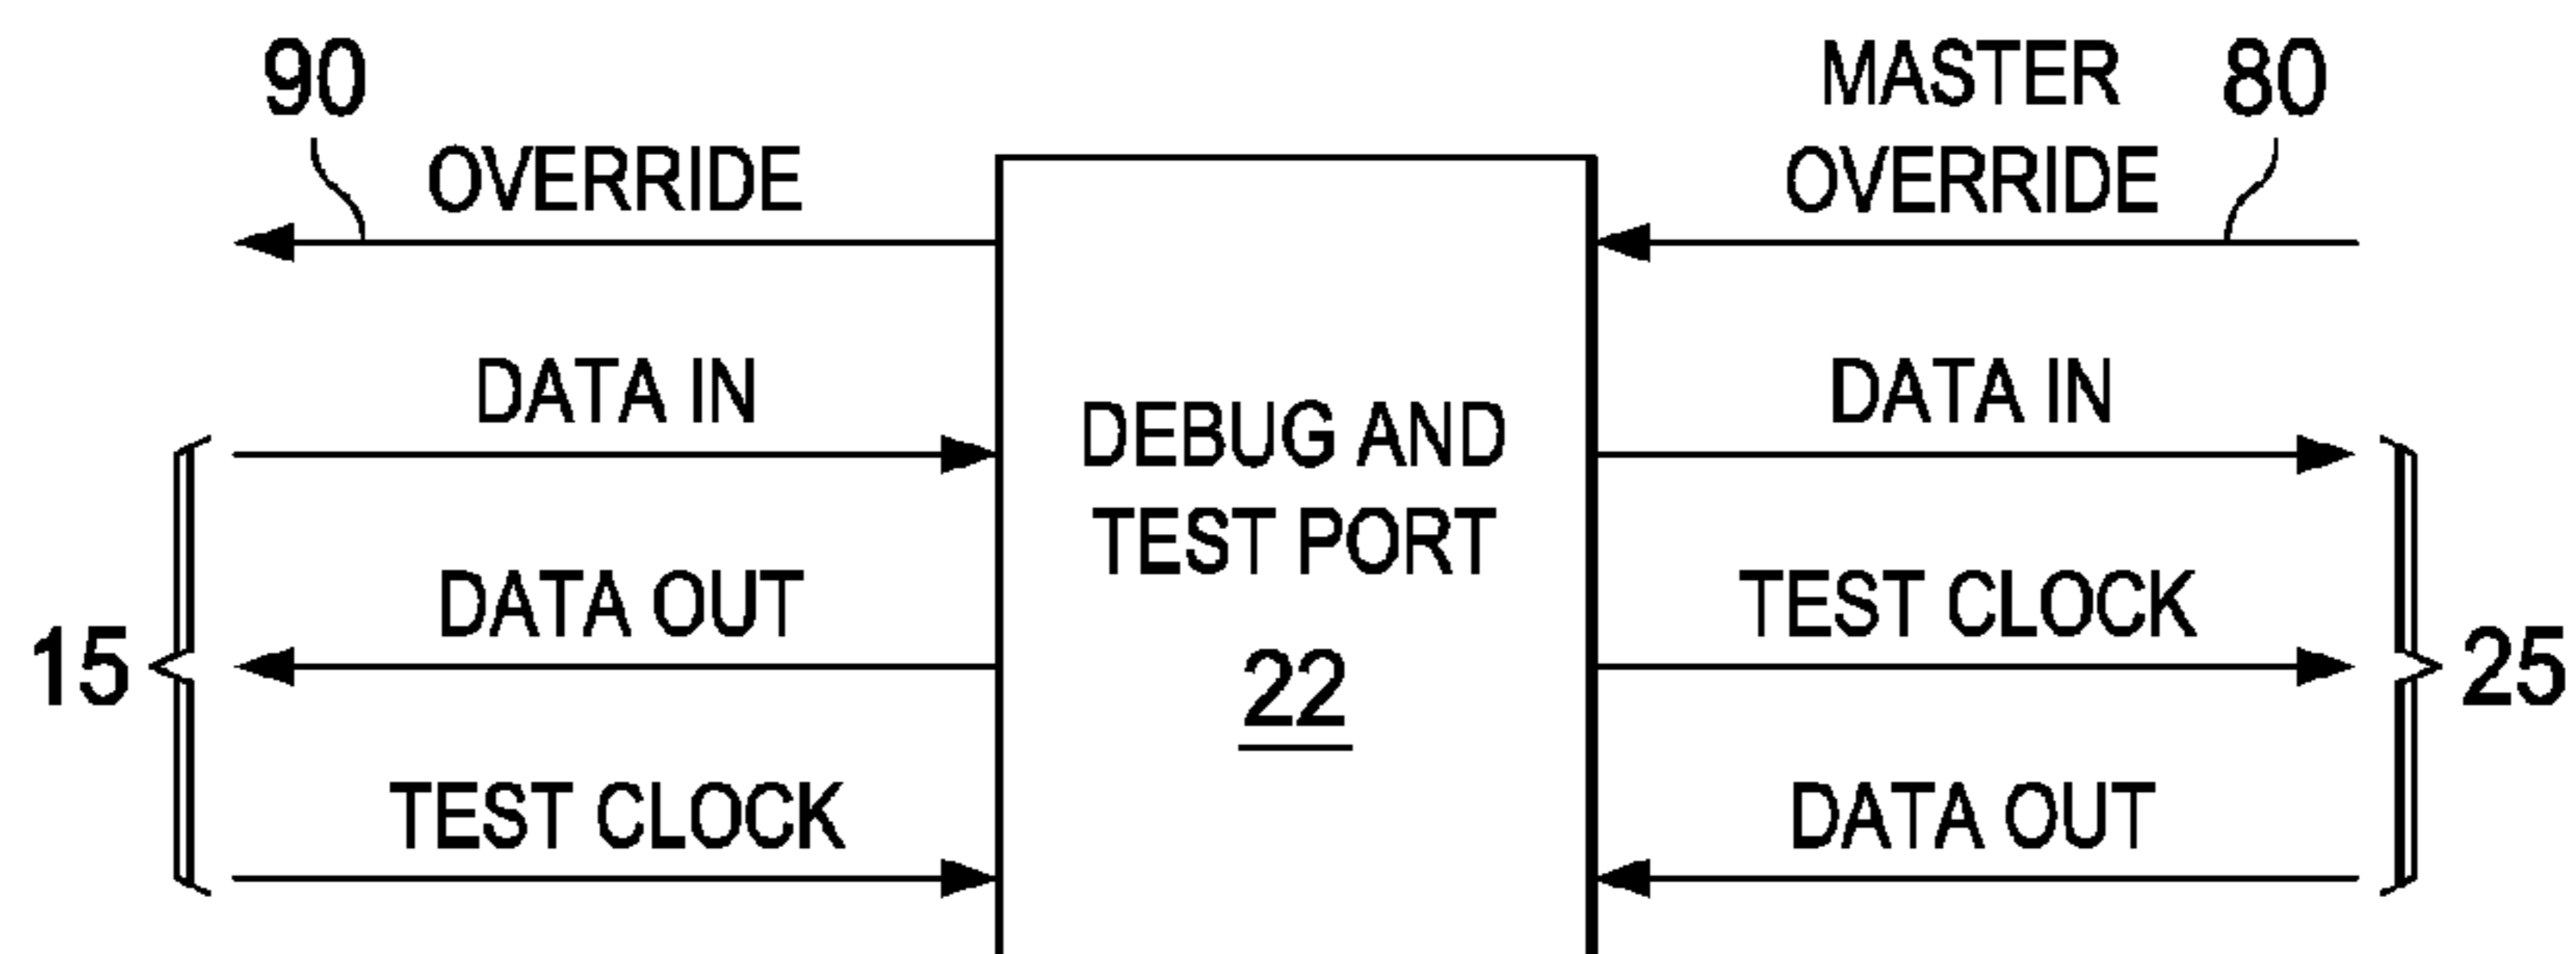 90
OVERRIDE
MASTER
OVERRIDE
80
DATA IN
DATA OUT
TEST CLOCK
15
DEBUG AND
TEST PORT
22
DATA IN
TEST CLOCK
DATA OUT
25